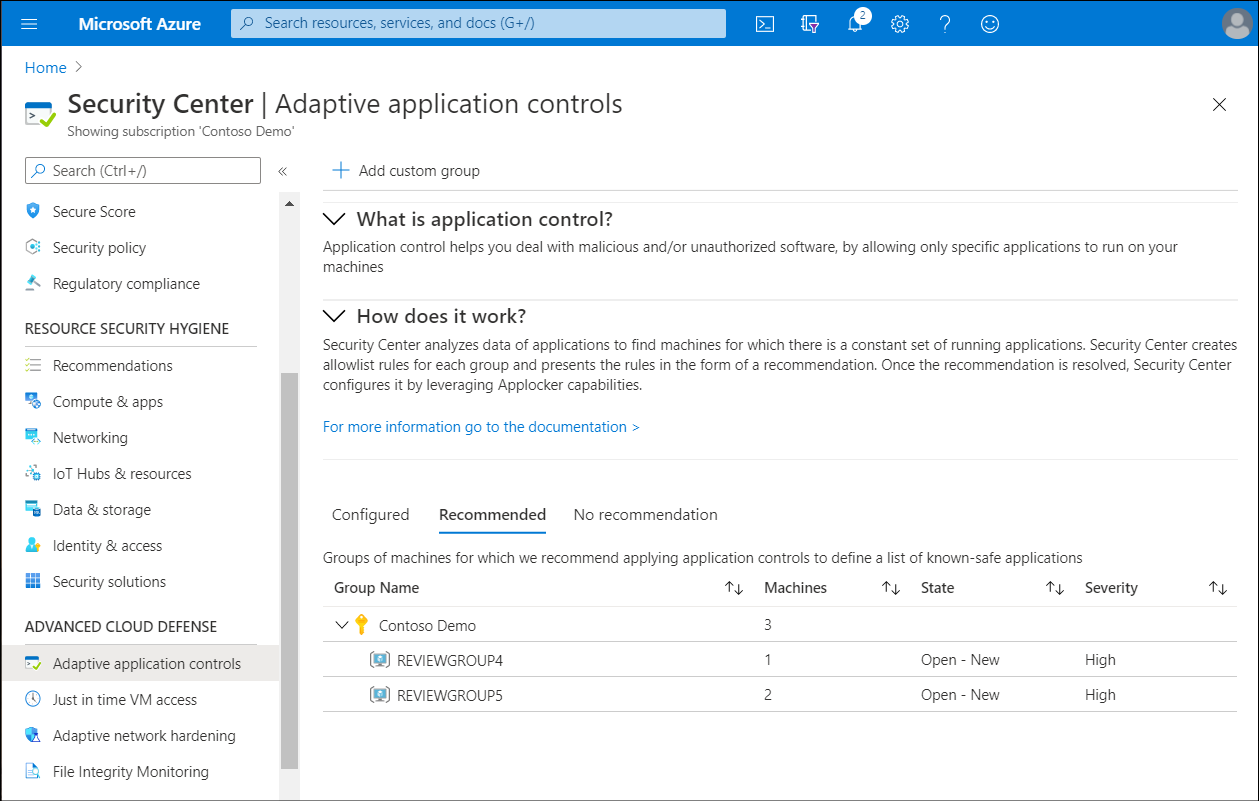 Microsoft Azure
Search resources, services, and docs (G+/)
2
Home
Security Center | Adaptive application controls
Showing subscription 'Contoso Demo'
Search (Ctrl+/)
Secure Score
Security policy
Regulatory compliance
RESOURCE SECURITY HYGIENE
Recommendations
Compute & apps
Networking
IoT Hubs & resources
Data & storage
Identity & access
Security solutions
ADVANCED CLOUD DEFENSE
Adaptive application controls
Just in time VM access
Adaptive network hardening
File Integrity Monitoring
Add custom group
What is application control?
Application control helps you deal with malicious and/or unauthorized software, by allowing only specific applications to run on your
machines
How does it work?
Security Center analyzes data of applications to find machines for which there is a constant set of running applications. Security Center creates
allowlist rules for each group and presents the rules in the form of a recommendation. Once the recommendation is resolved, Security Center
configures it by leveraging Applocker capabilities.
For more information go to the documentation >
Configured Recommended No recommendation
Groups of machines for which we recommend applying application controls to define a list of known-safe applications
Group Name Machines State Severity
Contoso Demo 3
REVIEWGROUP4 1 Open - New High
REVIEWGROUP5 2 Open - New High